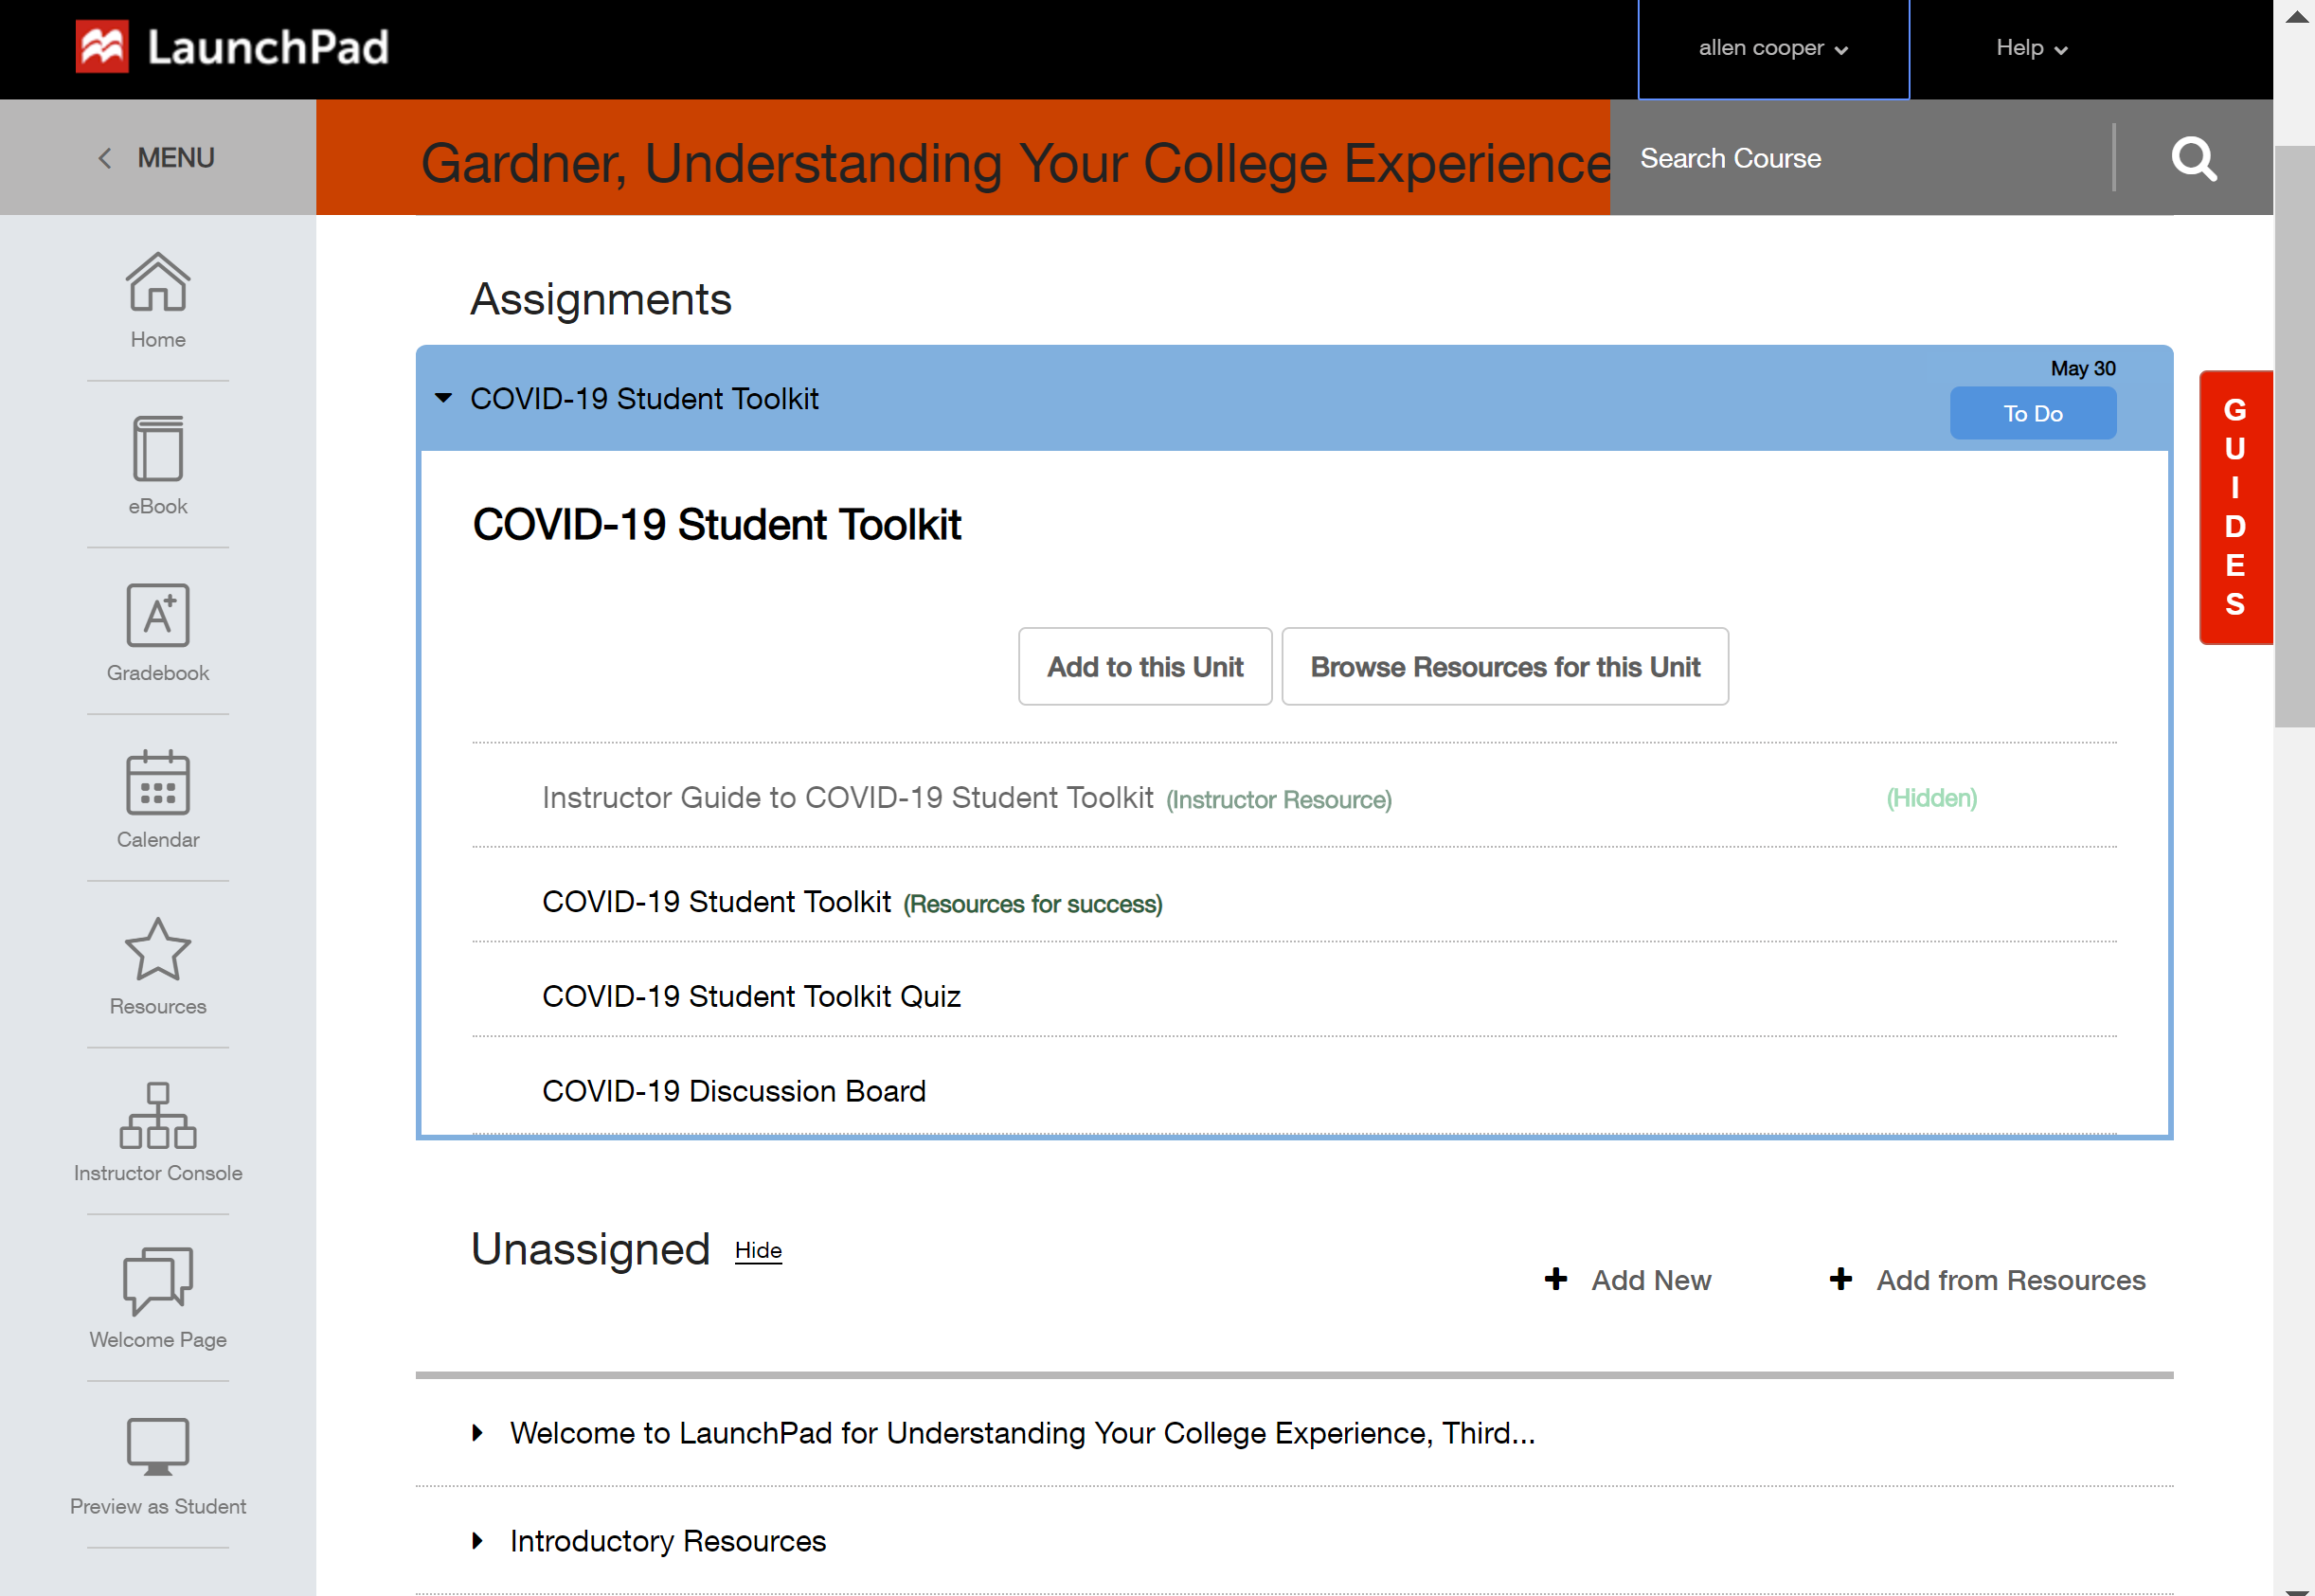 LaunchPad
allen cooper
Help
MENU
Gardner, Understanding Your College Experience
Search Course
Home
eBook
Gradebook
Calendar
Resources
Instructor Console
Welcome Page
Preview as Student
Assignments
COVID-19 Student Toolkit
May 30
To Do
COVID-19 Student Toolkit
Add to this Unit
Browse Resources for this Unit
Instructor Guide to COVID-19 Student Toolkit (Instructor Resource) (Hidden)
COVID-19 Student Toolkit (Resources for success)
COVID-19 Student Toolkit Quiz
COVID-19 Discussion Board
GUIDES
Unassigned Hide
Add New
Add from Resources
Welcome to LaunchPad for Understanding Your College Experience, Third...
Introductory Resources